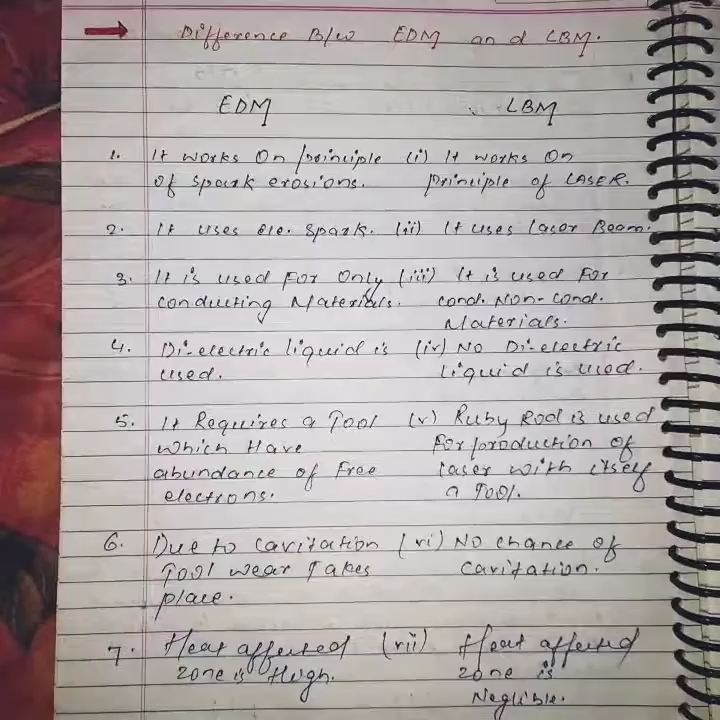 Difference B/w EDM and LBM.
EDM LBM
1. It works on principle (i) It works on
of spark erosions. principle of LASER.
2. It uses ele. spark. (ii) It uses laser Beam.
3. It is used For Only (iii) It is used For
conducting Materials. cond. Non-cond.
Materials.
4. Di-electric liquid is (iv) No Di-electric
used. liquid is used.
5. It Requires a Tool (v) Ruby Rod is used
which Have For production of
abundance of Free laser with itself
electrons. a Tool.
6. Due to cavitation (vi) No chance of
Tool wear Takes cavitation.
place.
7. Heat affected (vii) Heat affected
zone is High. zone is
Neglible.